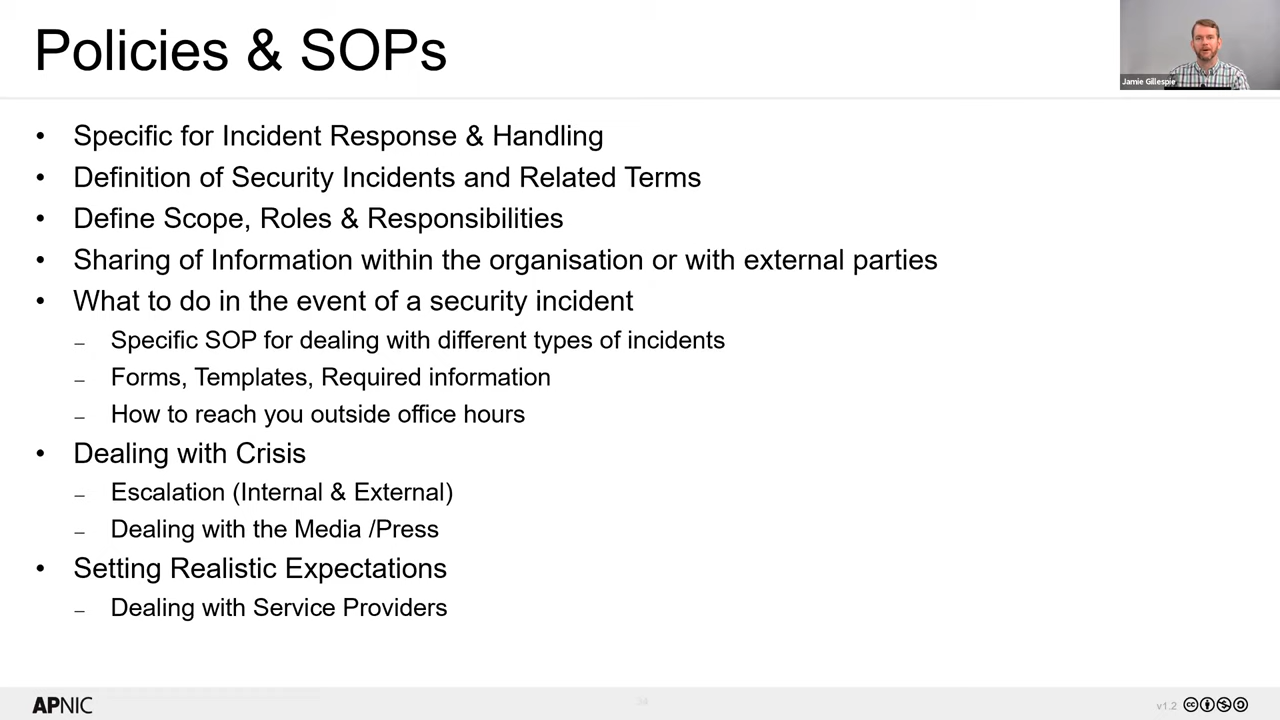 Policies & SOPs
Jamie Gillespie
• Specific for Incident Response & Handling
• Definition of Security Incidents and Related Terms
• Define Scope, Roles & Responsibilities
• Sharing of Information within the organisation or with external parties
• What to do in the event of a security incident
– Specific SOP for dealing with different types of incidents
– Forms, Templates, Required information
– How to reach you outside office hours
• Dealing with Crisis
– Escalation (Internal & External)
– Dealing with the Media /Press
• Setting Realistic Expectations
– Dealing with Service Providers
APNIC
34
v1.2